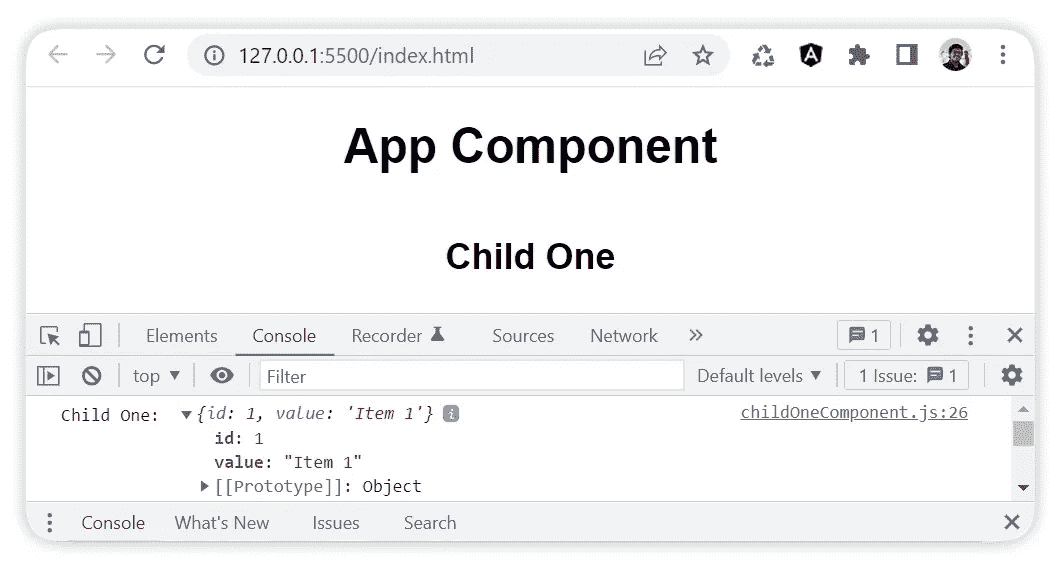 127.0.0.1:5500/index.html
App Component
Child One
Elements Console Recorder Sources Network 1
top Filter Default levels 1 Issue: 1
Child One: {id: 1, value: 'Item 1'} i childOneComponent.js:26
id: 1
value: "Item 1"
[[Prototype]]: Object
Console What's New Issues Search